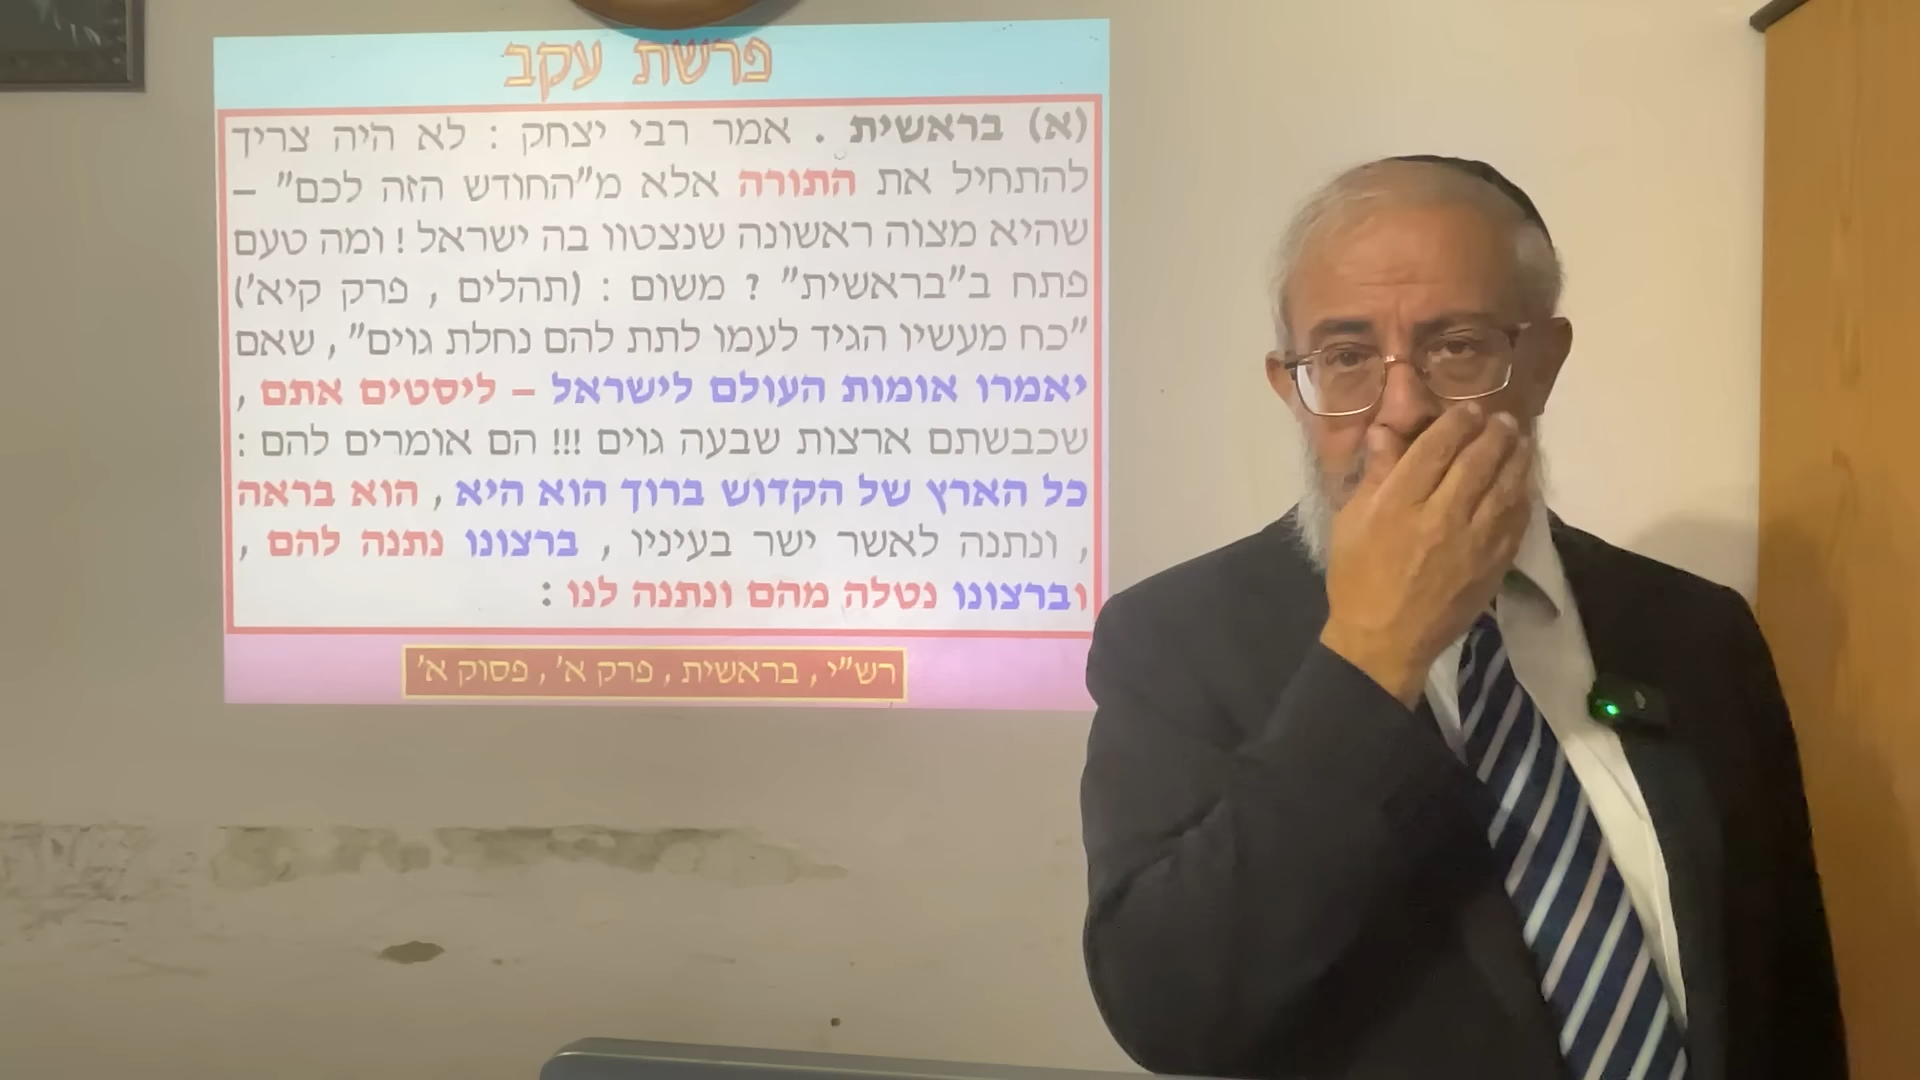 פרשת עקב
(א) בראשית . אמר רבי יצחק : לא היה צריך
להתחיל את התורה אלא מ"החודש הזה לכם" –
שהיא מצוה ראשונה שנצטוו בה ישראל ! ומה טעם
פתח ב"בראשית" ? משום : (תהלים , פרק קיא')
"כח מעשיו הגיד לעמו לתת להם נחלת גוים" , שאם
יאמרו אומות העולם לישראל – ליסטים אתם ,
שכבשתם ארצות שבעה גוים !!! הם אומרים להם :
כל הארץ של הקדוש ברוך הוא היא , הוא בראה
, ונתנה לאשר ישר בעיניו , ברצונו נתנה להם ,
וברצונו נטלה מהם ונתנה לנו :
רש"י , בראשית , פרק א' , פסוק א'